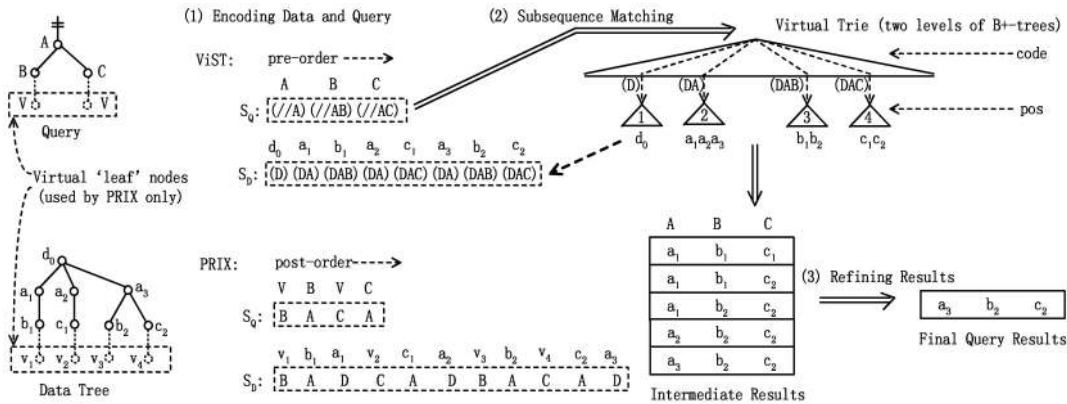 (1) Encoding Data and Query
(2) Subsequence Matching
Virtual Trie (two levels of B+-trees)
code
pos
A
B C
V V
Query
Virtual 'leaf' nodes
(used by PRIX only)
d₀
a₁ a₂ a₃
b₁ c₁ b₂ c₂
v₁ v₂ v₃ v₄
Data Tree
ViST: pre-order
A B C
S_Q: (//A) (//AB) (//AC)
d₀ a₁ b₁ a₂ c₁ a₃ b₂ c₂
S_D: (D) (DA) (DAB) (DA) (DAC) (DA) (DAB) (DAC)
(D) (DA) (DAB) (DAC)
1 2 3 4
d₀ a₁a₂a₃ b₁b₂ c₁c₂
PRIX: post-order
V B V C
S_Q: B A C A
v₁ b₁ a₁ v₂ c₁ a₂ v₃ b₂ v₄ c₂ a₃
S_D: B A D C A D B A C A D
A B C
a₁ b₁ c₁
a₁ b₁ c₂
a₁ b₂ c₂
a₂ b₂ c₂
a₃ b₂ c₂
Intermediate Results
(3) Refining Results
a₃ b₂ c₂
Final Query Results